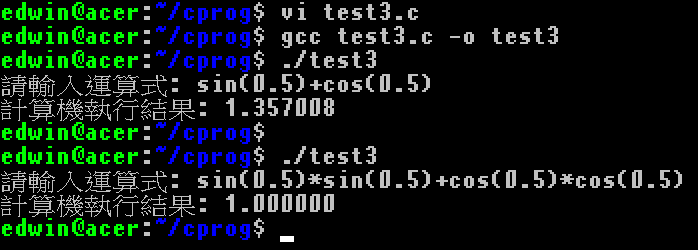 edwin@acer:~/cprog$ vi test3.c
edwin@acer:~/cprog$ gcc test3.c -o test3
edwin@acer:~/cprog$ ./test3
請輸入運算式: sin(0.5)+cos(0.5)
計算機執行結果: 1.357008
edwin@acer:~/cprog$
edwin@acer:~/cprog$ ./test3
請輸入運算式: sin(0.5)*sin(0.5)+cos(0.5)*cos(0.5)
計算機執行結果: 1.000000
edwin@acer:~/cprog$